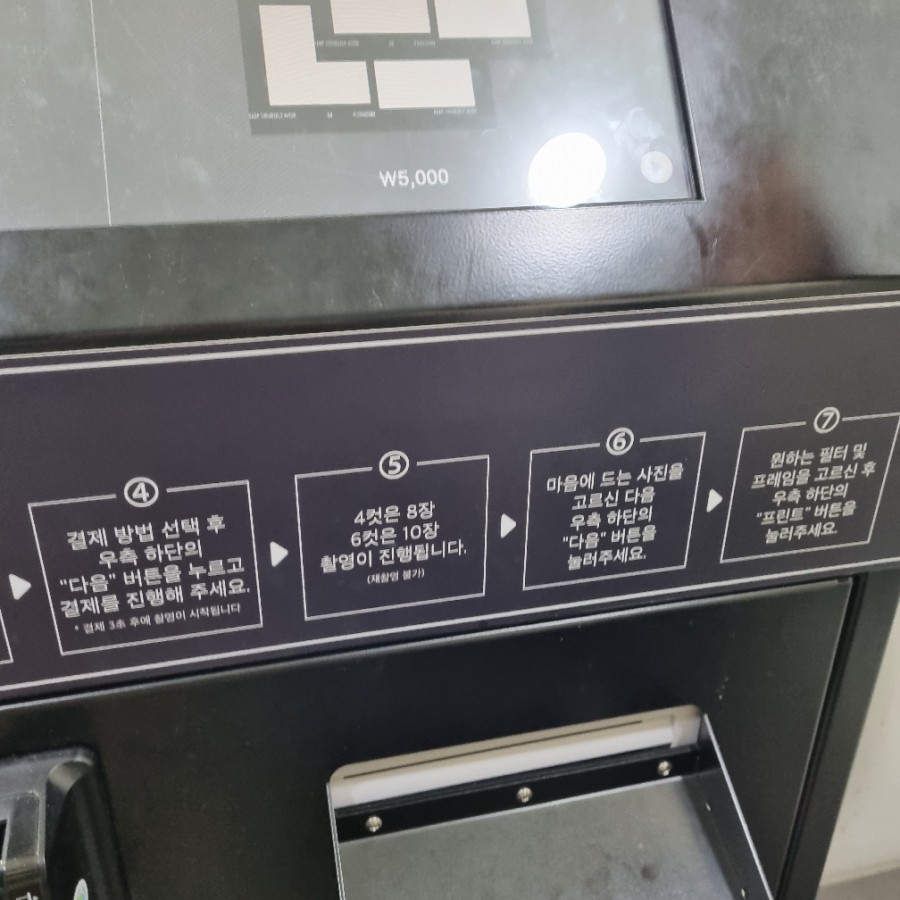 ₩5,000
④
결제 방법 선택 후
우측 하단의
"다음" 버튼을 누르고
결제를 진행해 주세요.
* 결제 3초 후에 촬영이 시작됩니다
⑤
4컷은 8장
6컷은 10장
촬영이 진행됩니다.
(재촬영 불가)
⑥
마음에 드는 사진을
고르신 다음
우측 하단의
"다음" 버튼을
눌러주세요.
⑦
원하는 필터 및
프레임을 고르신 후
우측 하단의
"프린트" 버튼을
눌러주세요.